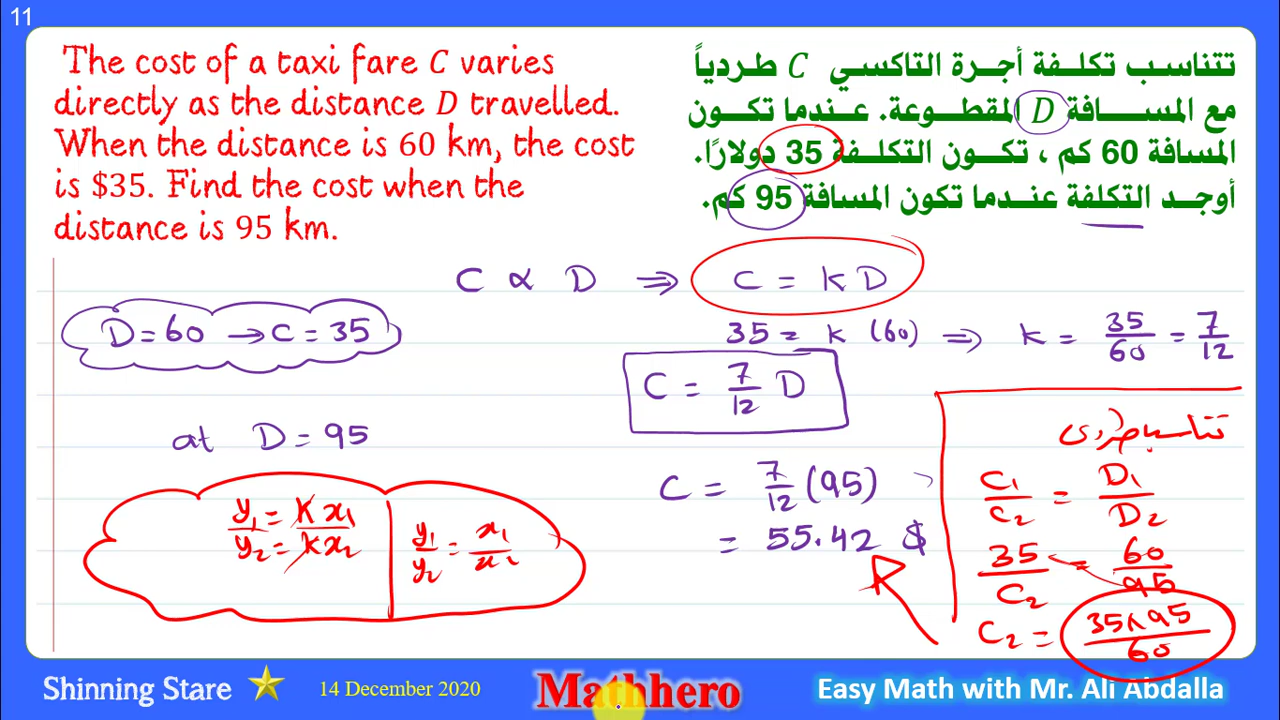 11
The cost of a taxi fare C varies
directly as the distance D travelled.
When the distance is 60 km, the cost
is $35. Find the cost when the
distance is 95 km.
تتناسب تكلفة أجرة التاكسي C طردياً
مع المسافة D المقطوعة. عندما تكون
المسافة 60 كم ، تكون التكلفة 35 دولارًا.
أوجد التكلفة عندما تكون المسافة 95 كم.
C ∝ D ⇒ C = k D
D = 60 → C = 35
35 = k (60) ⇒ k = 35/60 = 7/12
C = 7/12 D
at D = 95
C = 7/12 (95)
= 55.42 $
y₁ = k x₁
y₂ = k x₂
y₁/y₂ = x₁/x₂
تناسب طردى
C₁/C₂ = D₁/D₂
35/C₂ = 60/95
C₂ = 35×95/60
Shinning Stare
14 December 2020
Mathhero
Easy Math with Mr. Ali Abdalla